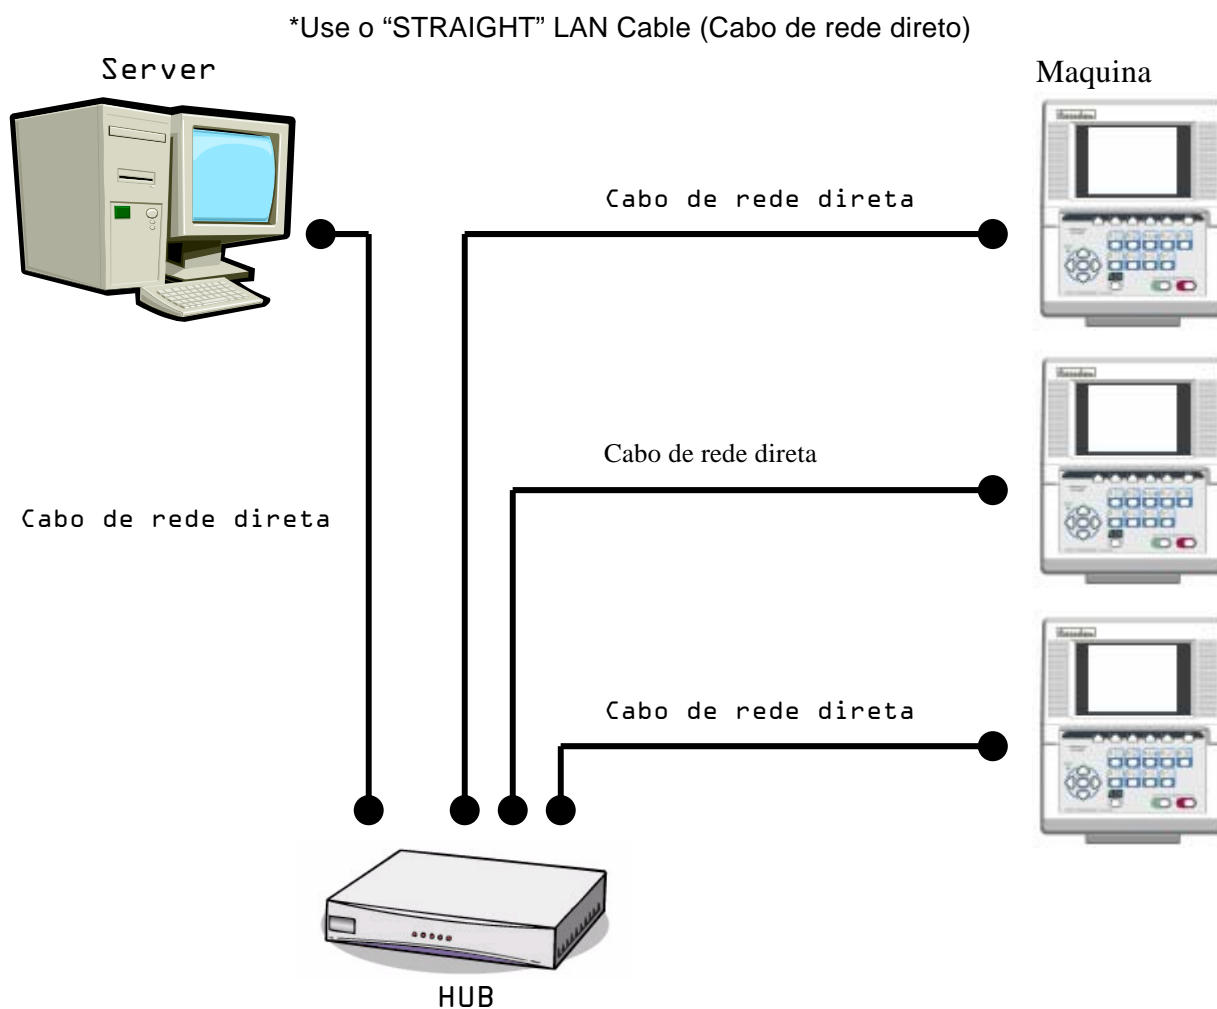 *Use o “STRAIGHT” LAN Cable (Cabo de rede direto)
Server
Maquina
Cabo de rede direta
Cabo de rede direta
Cabo de rede direta
Cabo de rede direta
HUB